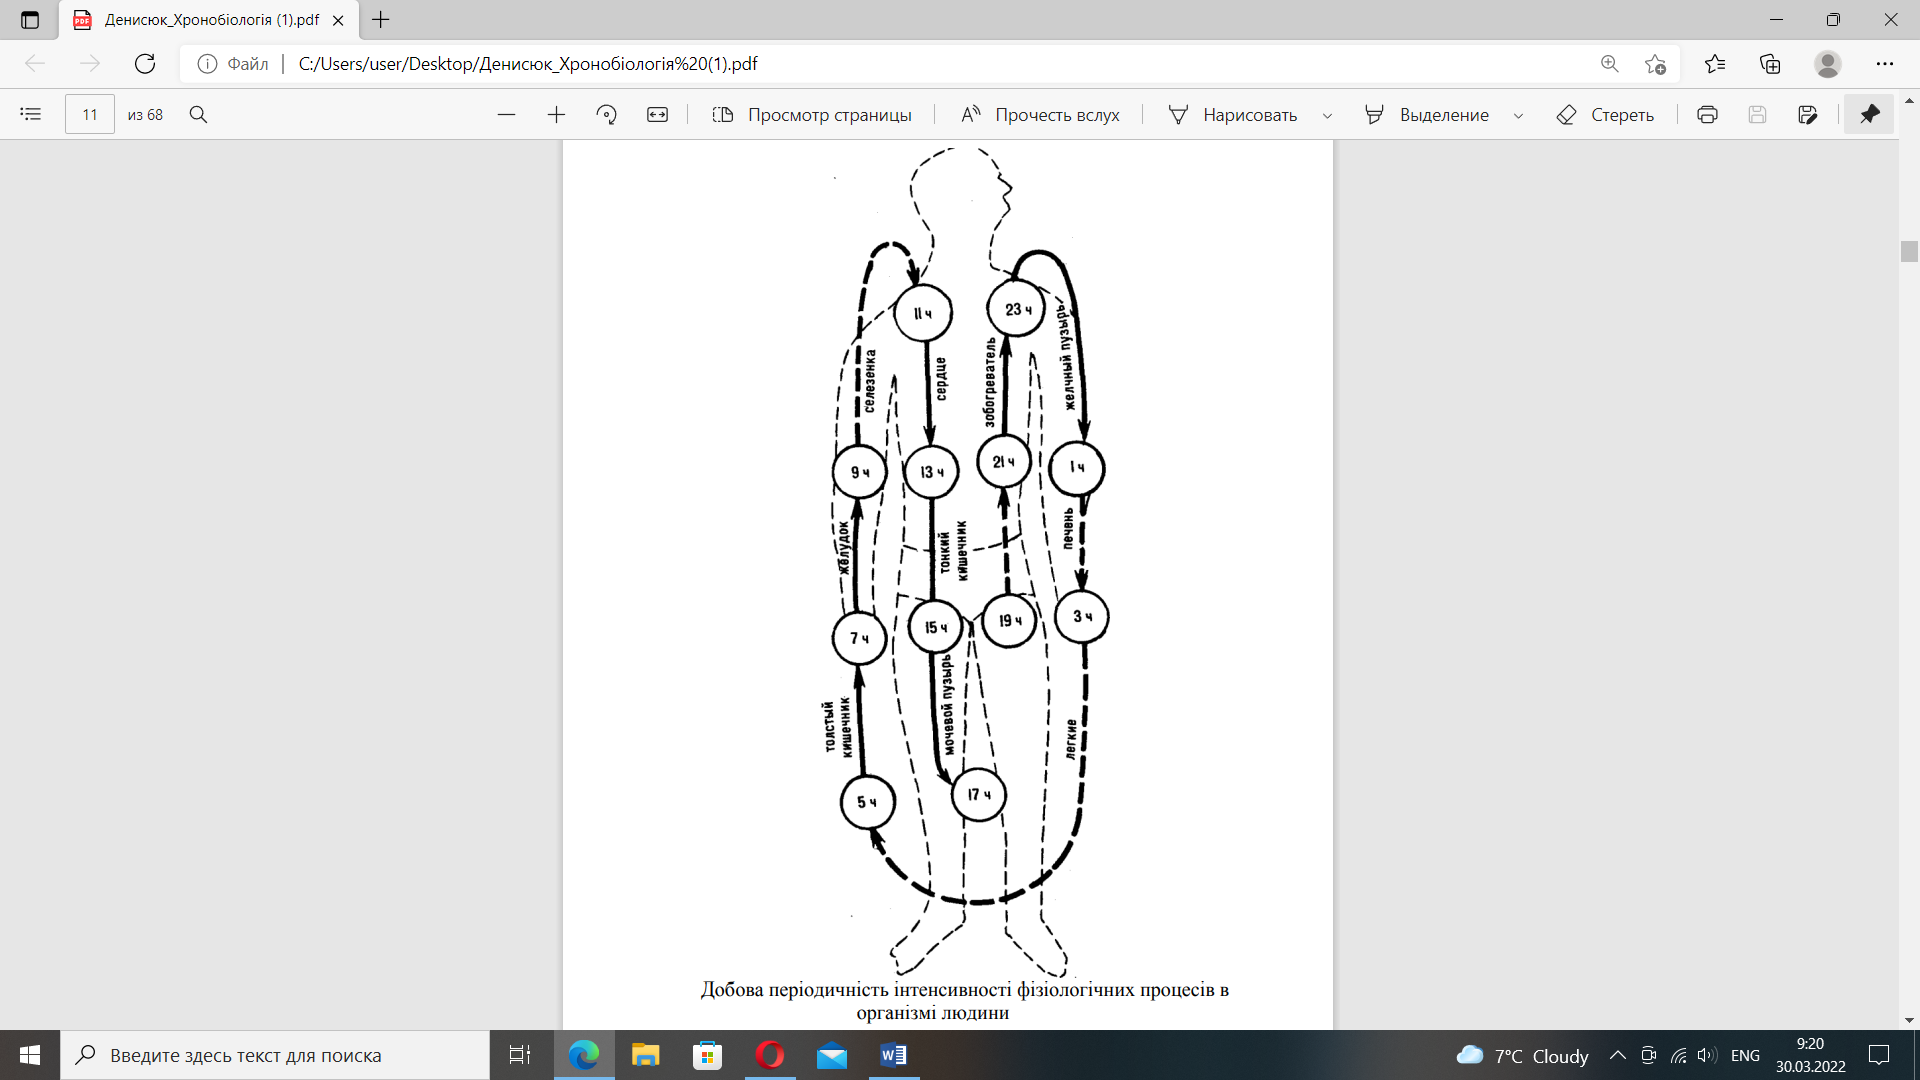 Денисюк_Хронобіологія (1).pdf
Файл
C:/Users/user/Desktop/Денисюк_Хронобіологія%20(1).pdf
11
из 68
Просмотр страницы
Прочесть вслух
Нарисовать
Выделение
Стереть
11 ч
23 ч
селезенка
сердце
зобогреватель
желчный пузырь
9 ч
13 ч
21 ч
1 ч
желудок
тонкий
кишечник
печень
7 ч
15 ч
19 ч
3 ч
толстый
кишечник
мочевой пузырь
легкие
5 ч
17 ч
Добова періодичність інтенсивності фізіологічних процесів в
організмі людини
Введите здесь текст для поиска
7°C Cloudy
ENG
9:20
30.03.2022